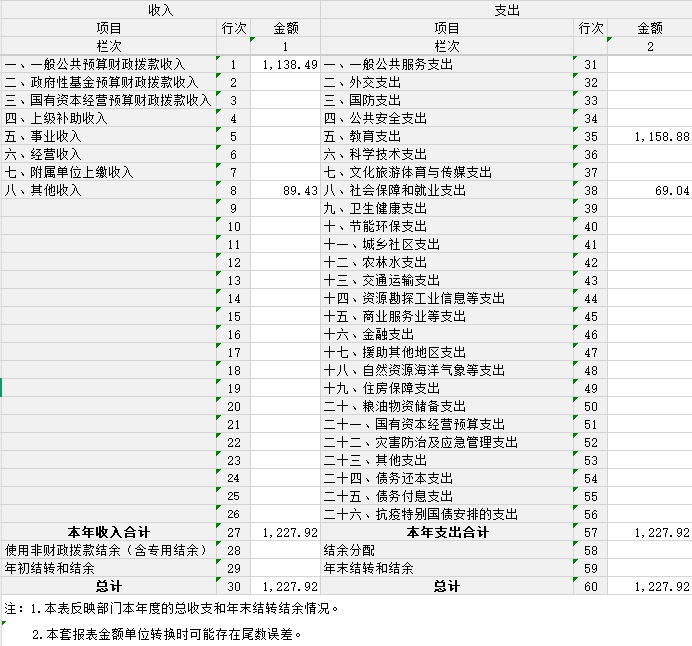 收入 支出
项目 行次 金额 项目 行次 金额
栏次 1 栏次 2
一、一般公共预算财政拨款收入 1 1,138.49 一、一般公共服务支出 31
二、政府性基金预算财政拨款收入 2 二、外交支出 32
三、国有资本经营预算财政拨款收入 3 三、国防支出 33
四、上级补助收入 4 四、公共安全支出 34
五、事业收入 5 五、教育支出 35 1,158.88
六、经营收入 6 六、科学技术支出 36
七、附属单位上缴收入 7 七、文化旅游体育与传媒支出 37
八、其他收入 8 89.43 八、社会保障和就业支出 38 69.04
9 九、卫生健康支出 39
10 十、节能环保支出 40
11 十一、城乡社区支出 41
12 十二、农林水支出 42
13 十三、交通运输支出 43
14 十四、资源勘探工业信息等支出 44
15 十五、商业服务业等支出 45
16 十六、金融支出 46
17 十七、援助其他地区支出 47
18 十八、自然资源海洋气象等支出 48
19 十九、住房保障支出 49
20 二十、粮油物资储备支出 50
21 二十一、国有资本经营预算支出 51
22 二十二、灾害防治及应急管理支出 52
23 二十三、其他支出 53
24 二十四、债务还本支出 54
25 二十五、债务付息支出 55
26 二十六、抗疫特别国债安排的支出 56
本年收入合计 27 1,227.92 本年支出合计 57 1,227.92
使用非财政拨款结余（含专用结余） 28 结余分配 58
年初结转和结余 29 年末结转和结余 59
总计 30 1,227.92 总计 60 1,227.92
注：1.本表反映部门本年度的总收支和年末结转结余情况。
2.本套报表金额单位转换时可能存在尾数误差。